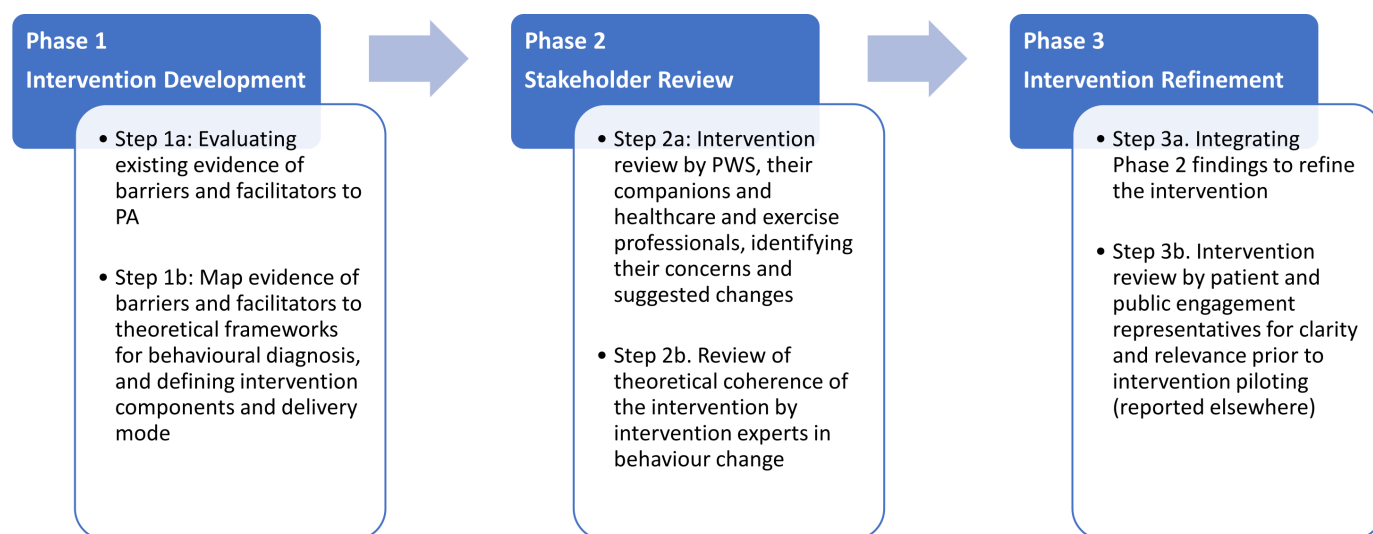 Phase 1
Intervention Development
• Step 1a: Evaluating
existing evidence of
barriers and facilitators to
PA
• Step 1b: Map evidence of
barriers and facilitators to
theoretical frameworks
for behavioural diagnosis,
and defining intervention
components and delivery
mode
Phase 2
Stakeholder Review
• Step 2a: Intervention
review by PWS, their
companions and
healthcare and exercise
professionals, identifying
their concerns and
suggested changes
• Step 2b. Review of
theoretical coherence of
the intervention by
intervention experts in
behaviour change
Phase 3
Intervention Refinement
• Step 3a. Integrating
Phase 2 findings to refine
the intervention
• Step 3b. Intervention
review by patient and
public engagement
representatives for clarity
and relevance prior to
intervention piloting
(reported elsewhere)